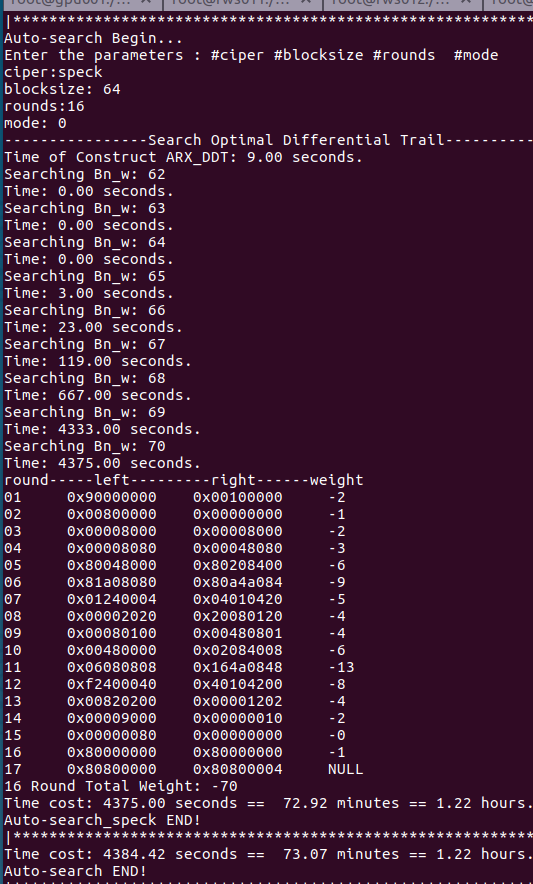 |***********************************************************
Auto-search Begin...
Enter the parameters : #ciper #blocksize #rounds  #mode
ciper:speck
blocksize: 64
rounds:16
mode: 0
----------------Search Optimal Differential Trail----------
Time of Construct ARX_DDT: 9.00 seconds.
Searching Bn_w: 62
Time: 0.00 seconds.
Searching Bn_w: 63
Time: 0.00 seconds.
Searching Bn_w: 64
Time: 0.00 seconds.
Searching Bn_w: 65
Time: 3.00 seconds.
Searching Bn_w: 66
Time: 23.00 seconds.
Searching Bn_w: 67
Time: 119.00 seconds.
Searching Bn_w: 68
Time: 667.00 seconds.
Searching Bn_w: 69
Time: 4333.00 seconds.
Searching Bn_w: 70
Time: 4375.00 seconds.
round-----left---------right------weight
01     0x90000000    0x00100000     -2
02     0x00800000    0x00000000     -1
03     0x00008000    0x00008000     -2
04     0x00008080    0x00048080     -3
05     0x80048000    0x80208400     -6
06     0x81a08080    0x80a4a084     -9
07     0x01240004    0x04010420     -5
08     0x00002020    0x20080120     -4
09     0x00080100    0x00480801     -4
10     0x00480000    0x02084008     -6
11     0x06080808    0x164a0848     -13
12     0xf2400040    0x40104200     -8
13     0x00820200    0x00001202     -4
14     0x00009000    0x00000010     -2
15     0x00000080    0x00000000     -0
16     0x80000000    0x80000000     -1
17     0x80800000    0x80800004     NULL
16 Round Total Weight: -70
Time cost: 4375.00 seconds ==  72.92 minutes == 1.22 hours.
Auto-search_speck END!
|***********************************************************
Time cost: 4384.42 seconds ==  73.07 minutes == 1.22 hours.
Auto-search END!